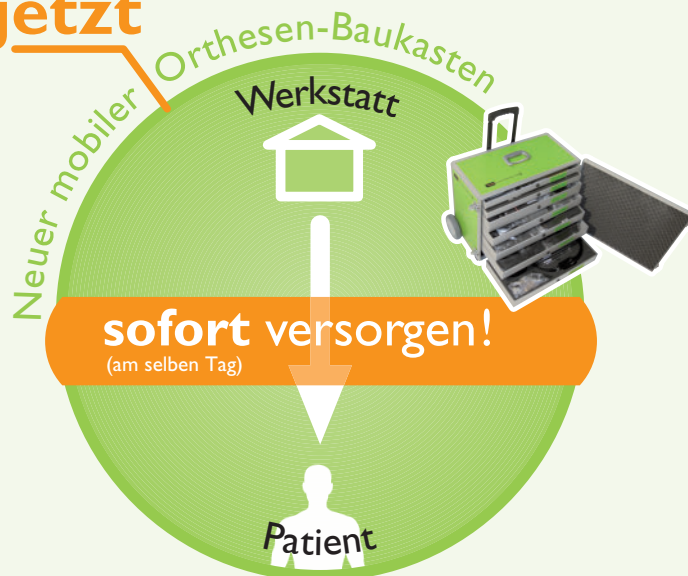 jetzt
Neuer mobiler Orthesen-Baukasten
Werkstatt
sofort versorgen!
(am selben Tag)
Patient